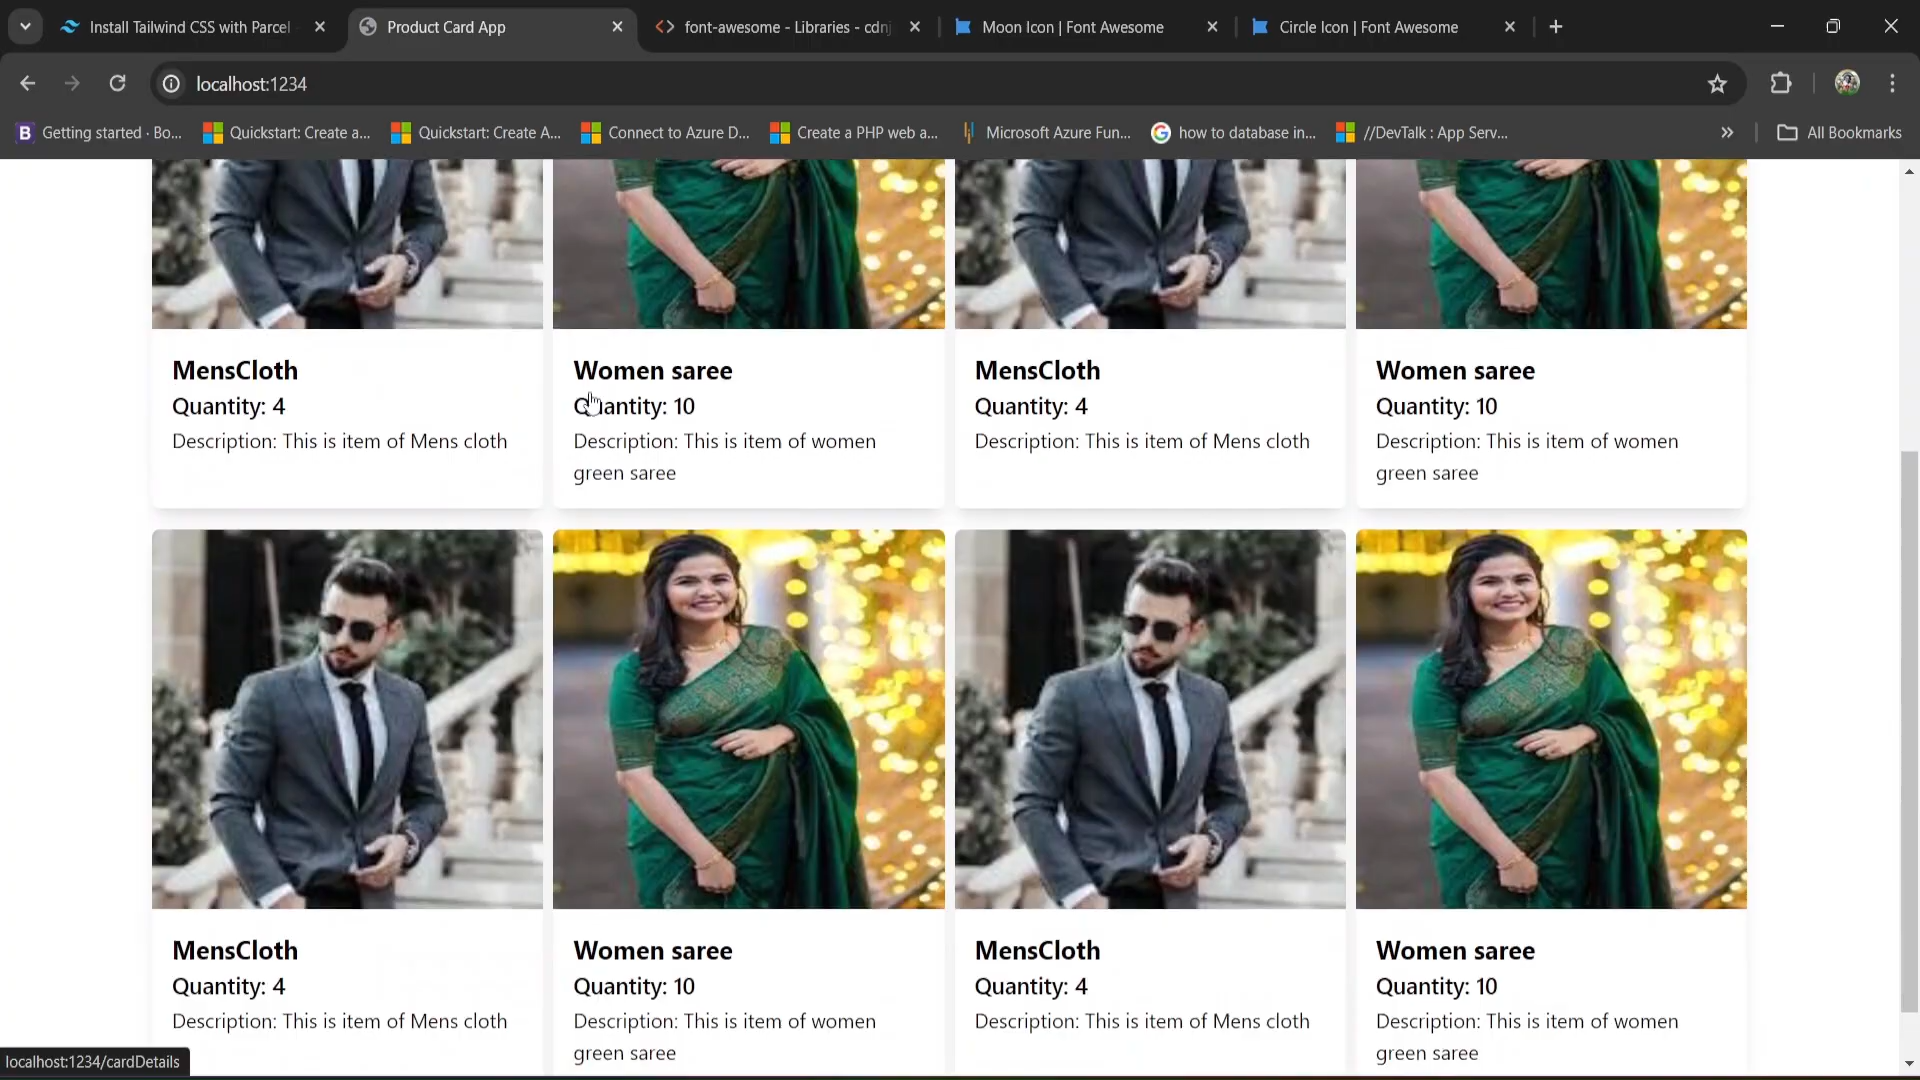 Install Tailwind CSS with Parcel
Product Card App
font-awesome - Libraries - cdnj
Moon Icon | Font Awesome
Circle Icon | Font Awesome
localhost:1234
Getting started · Bo...
Quickstart: Create a...
Quickstart: Create A...
Connect to Azure D...
Create a PHP web a...
Microsoft Azure Fun...
how to database in...
//DevTalk : App Serv...
All Bookmarks
MensCloth
Quantity: 4
Description: This is item of Mens cloth
Women saree
Quantity: 10
Description: This is item of women
green saree
MensCloth
Quantity: 4
Description: This is item of Mens cloth
Women saree
Quantity: 10
Description: This is item of women
green saree
MensCloth
Quantity: 4
Description: This is item of Mens cloth
Women saree
Quantity: 10
Description: This is item of women
green saree
MensCloth
Quantity: 4
Description: This is item of Mens cloth
Women saree
Quantity: 10
Description: This is item of women
green saree
localhost:1234/cardDetails